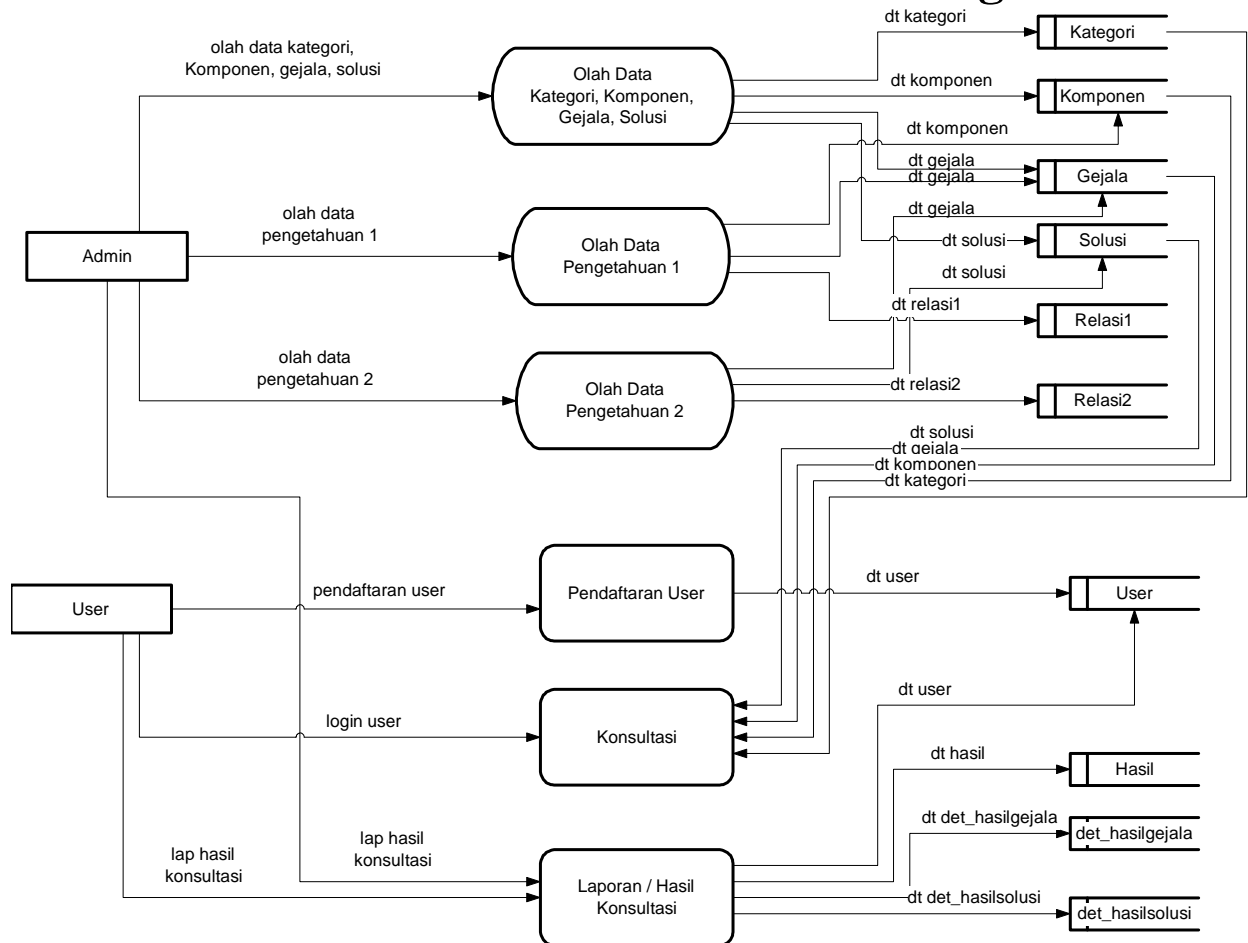 dt kategori
Kategori
olah data kategori,
Komponen, gejala, solusi
Olah Data
Kategori, Komponen,
Gejala, Solusi
dt komponen
Komponen
dt komponen
dt gejala
dt gejala
Gejala
dt gejala
olah data
pengetahuan 1
Admin
Olah Data
Pengetahuan 1
dt solusi
Solusi
dt solusi
dt relasi1
Relasi1
olah data
pengetahuan 2
Olah Data
Pengetahuan 2
dt relasi2
Relasi2
dt solusi
dt gejala
dt komponen
dt kategori
User
pendaftaran user
Pendaftaran User
dt user
User
login user
Konsultasi
dt user
dt hasil
Hasil
dt det_hasilgejala
det_hasilgejala
lap hasil
konsultasi
lap hasil
konsultasi
Laporan / Hasil
Konsultasi
dt det_hasilsolusi
det_hasilsolusi